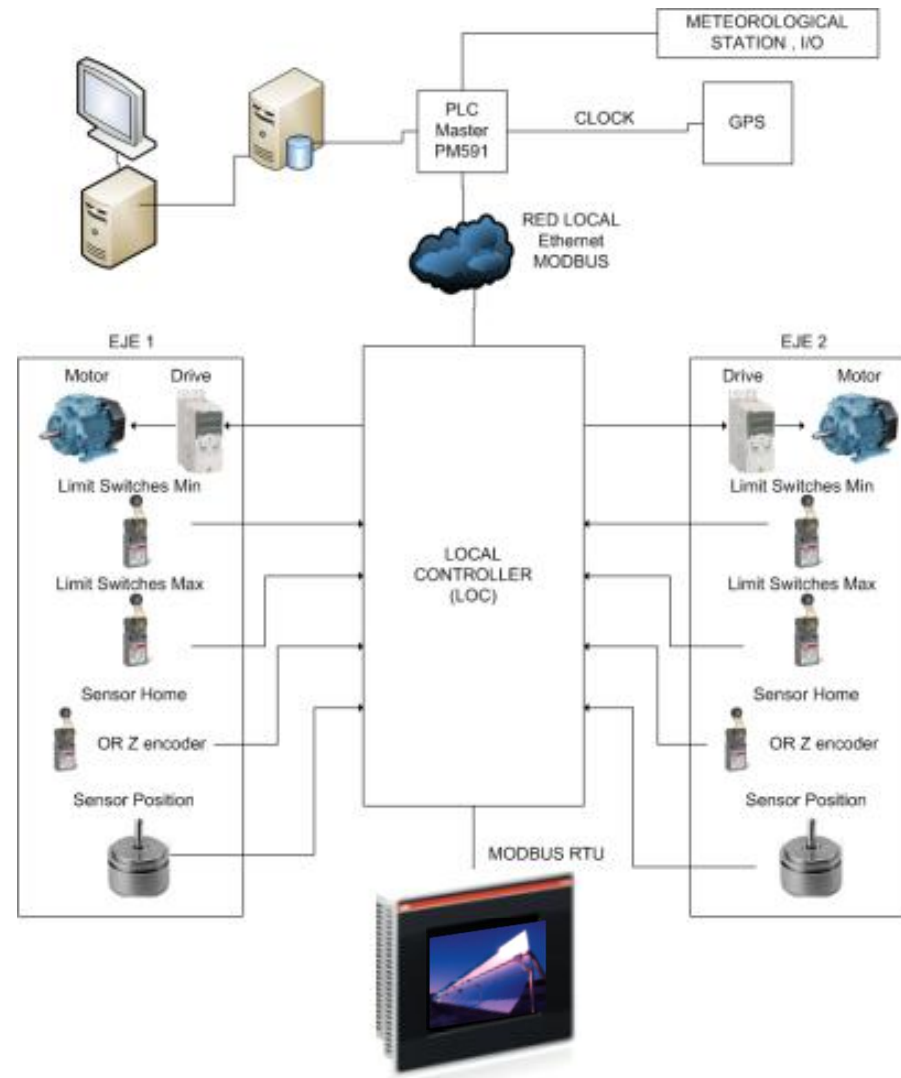 METEOROLOGICAL
STATION , I/O
PLC
Master
PM591
CLOCK
GPS
RED LOCAL
Ethernet
MODBUS
EJE 1
Motor
Drive
Limit Switches Min
Limit Switches Max
Sensor Home
OR Z encoder
Sensor Position
LOCAL
CONTROLLER
(LOC)
EJE 2
Drive
Motor
Limit Switches Min
Limit Switches Max
Sensor Home
OR Z encoder
Sensor Position
MODBUS RTU